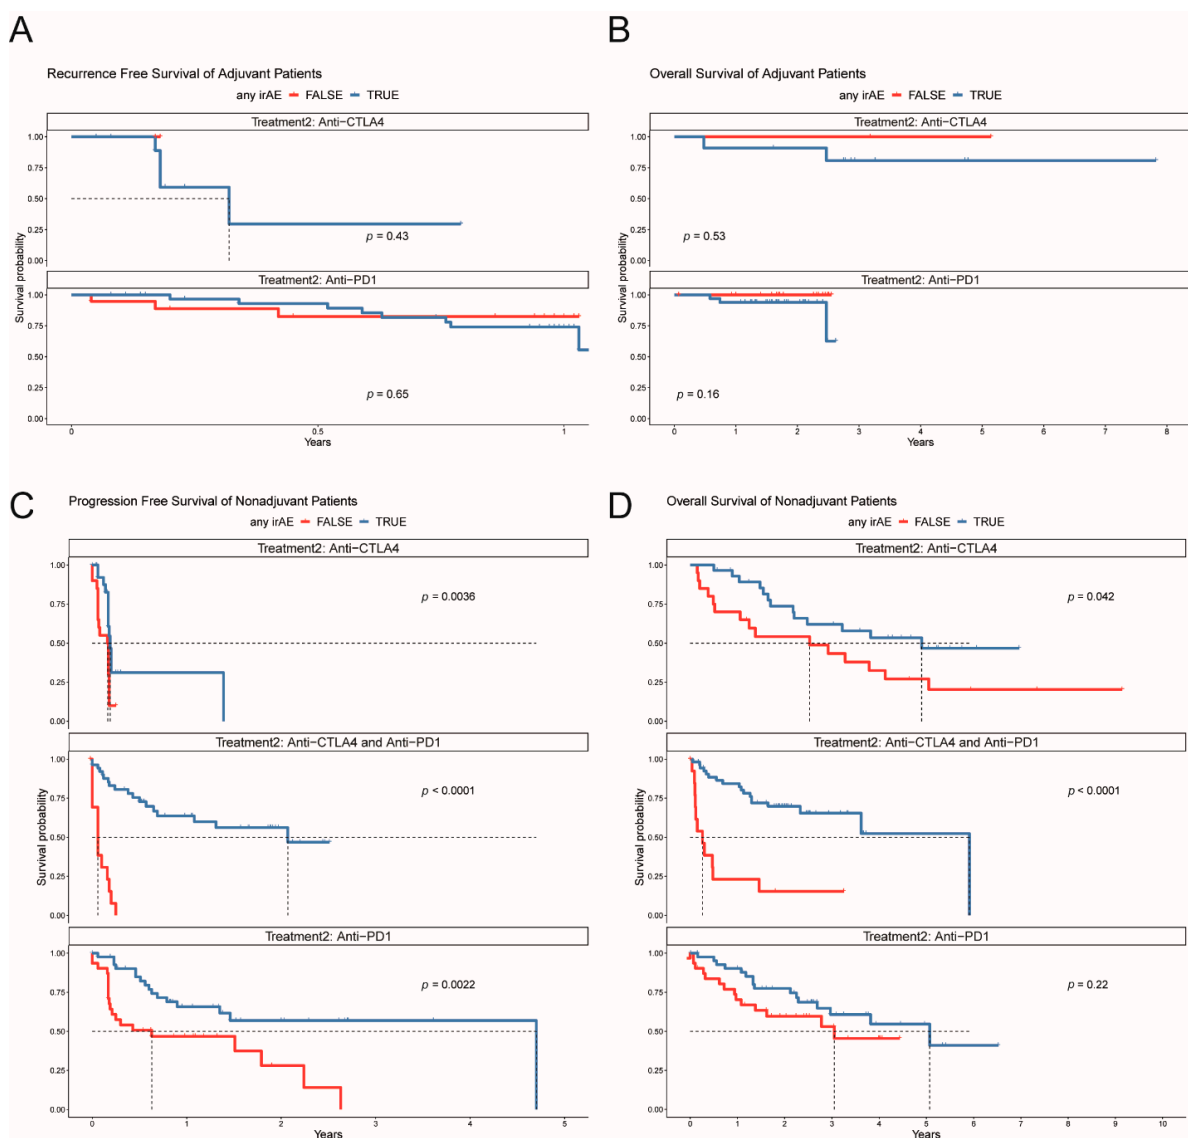 A
Recurrence Free Survival of Adjuvant Patients
any irAE FALSE TRUE
Treatment2: Anti−CTLA4
1.00
0.75
0.50
0.25
0.00
p = 0.43
Survival probability
Treatment2: Anti−PD1
1.00
0.75
0.50
0.25
0.00
p = 0.65
0 0.5 1
Years
B
Overall Survival of Adjuvant Patients
any irAE FALSE TRUE
Treatment2: Anti−CTLA4
1.00
0.75
0.50
0.25
0.00
p = 0.53
Survival probability
Treatment2: Anti−PD1
1.00
0.75
0.50
0.25
0.00
p = 0.16
0 1 2 3 4 5 6 7 8
Years
C
Progression Free Survival of Nonadjuvant Patients
any irAE FALSE TRUE
Treatment2: Anti−CTLA4
1.00
0.75
0.50
0.25
0.00
p = 0.0036
Treatment2: Anti−CTLA4 and Anti−PD1
1.00
0.75
0.50
0.25
0.00
p < 0.0001
Survival probability
Treatment2: Anti−PD1
1.00
0.75
0.50
0.25
0.00
p = 0.0022
0 1 2 3 4 5
Years
D
Overall Survival of Nonadjuvant Patients
any irAE FALSE TRUE
Treatment2: Anti−CTLA4
1.00
0.75
0.50
0.25
0.00
p = 0.042
Treatment2: Anti−CTLA4 and Anti−PD1
1.00
0.75
0.50
0.25
0.00
p < 0.0001
Survival probability
Treatment2: Anti−PD1
1.00
0.75
0.50
0.25
0.00
p = 0.22
0 1 2 3 4 5 6 7 8 9 10
Years